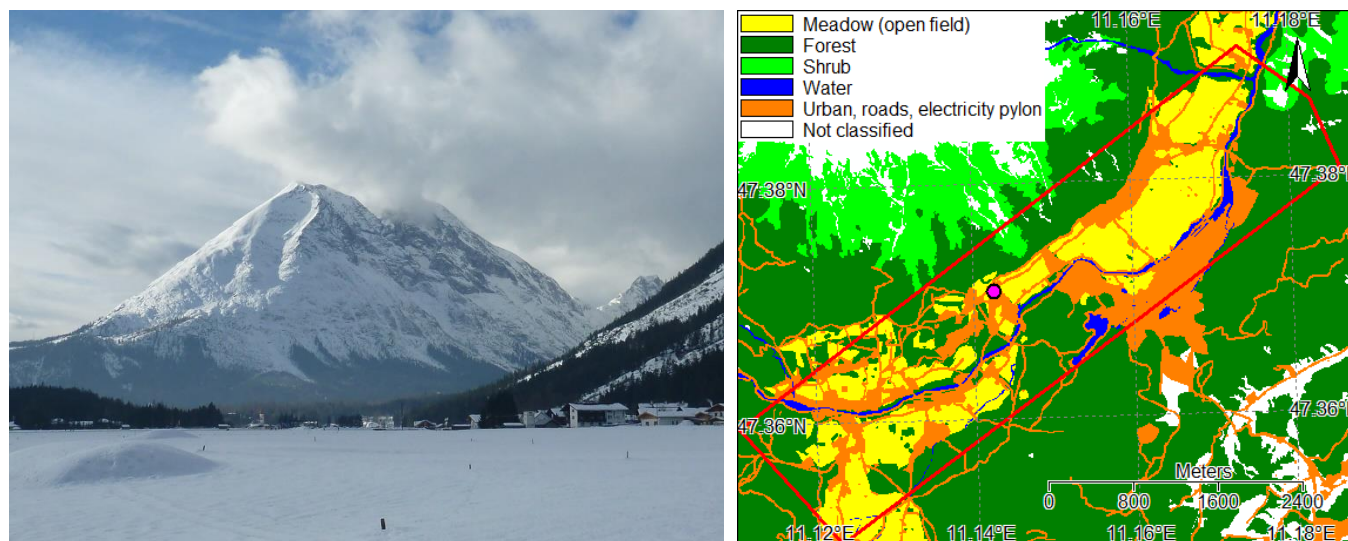 Meadow (open field)
Forest
Shrub
Water
Urban, roads, electricity pylon
Not classified
11.16°E
11.18°E
47.38°N
47.38°N
47.36°N
47.36°N
Meters
0 800 1600 2400
11.12°E
11.14°E
11.16°E
11.18°E